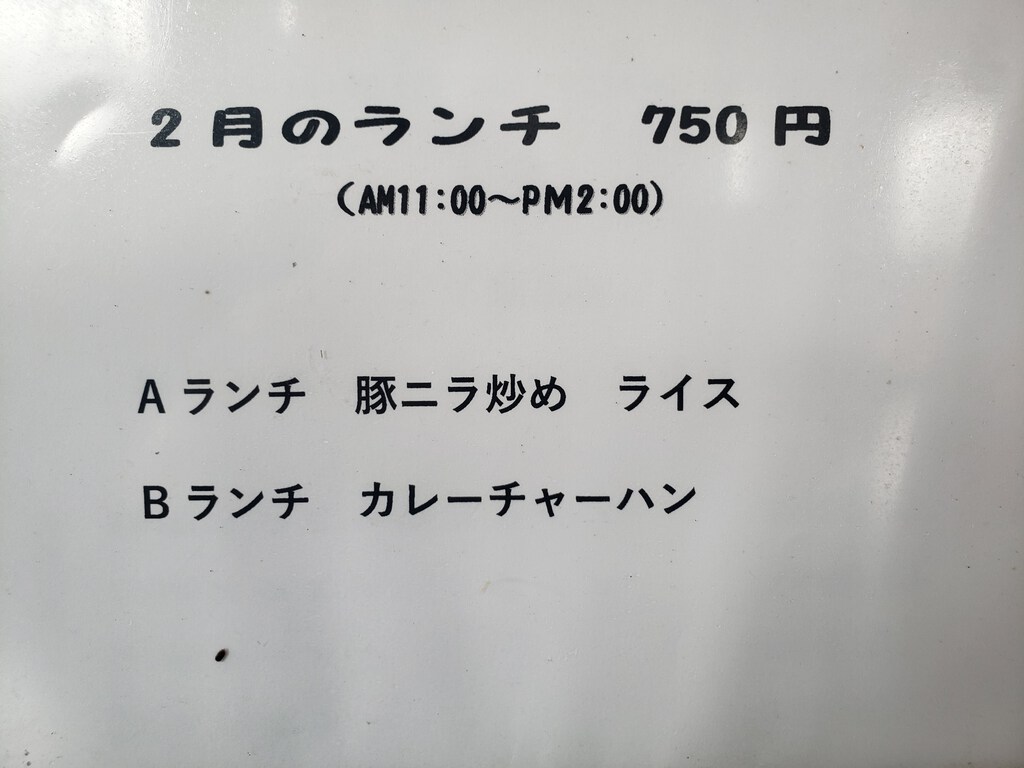 2月のランチ　750円
（AM11:00～PM2:00）
Aランチ　豚ニラ炒め　ライス
Bランチ　カレーチャーハン